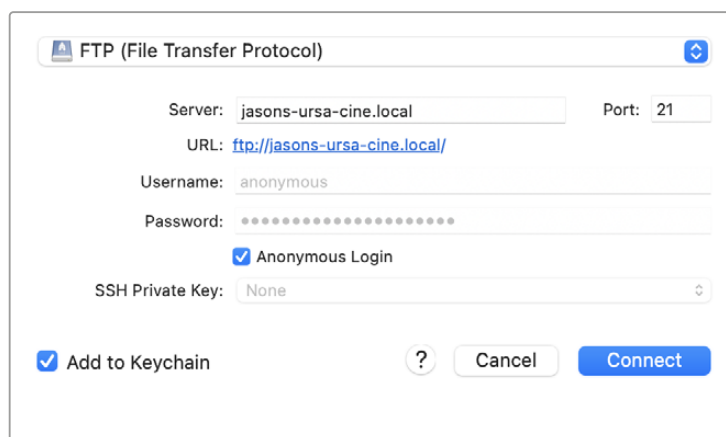 FTP (File Transfer Protocol)
Server: jasons-ursa-cine.local Port: 21
URL: ftp://jasons-ursa-cine.local/
Username: anonymous
Password: ●●●●●●●●●●●●●●●●●●●●●
Anonymous Login
SSH Private Key: None
Add to Keychain ? Cancel Connect